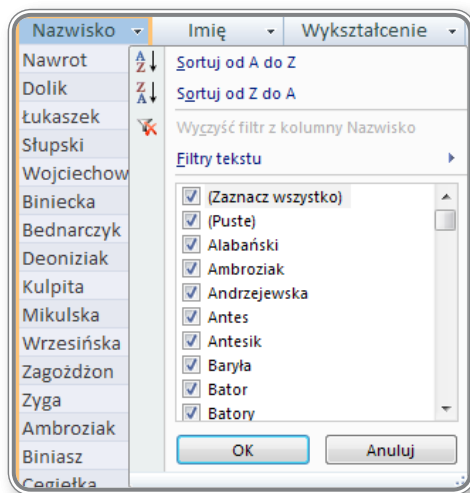 Nazwisko Imię Wykształcenie
Nawrot
Dolik
Łukaszek
Słupski
Wojciechow
Biniecka
Bednarczyk
Deoniziak
Kulpita
Mikulska
Wrzesińska
Zagożdżon
Zyga
Ambroziak
Biniasz
Cegiełka
Sortuj od A do Z
Sortuj od Z do A
Wyczyść filtr z kolumny Nazwisko
Filtry tekstu
(Zaznacz wszystko)
(Puste)
Alabański
Ambroziak
Andrzejewska
Antes
Antesik
Baryła
Bator
Batory
OK Anuluj